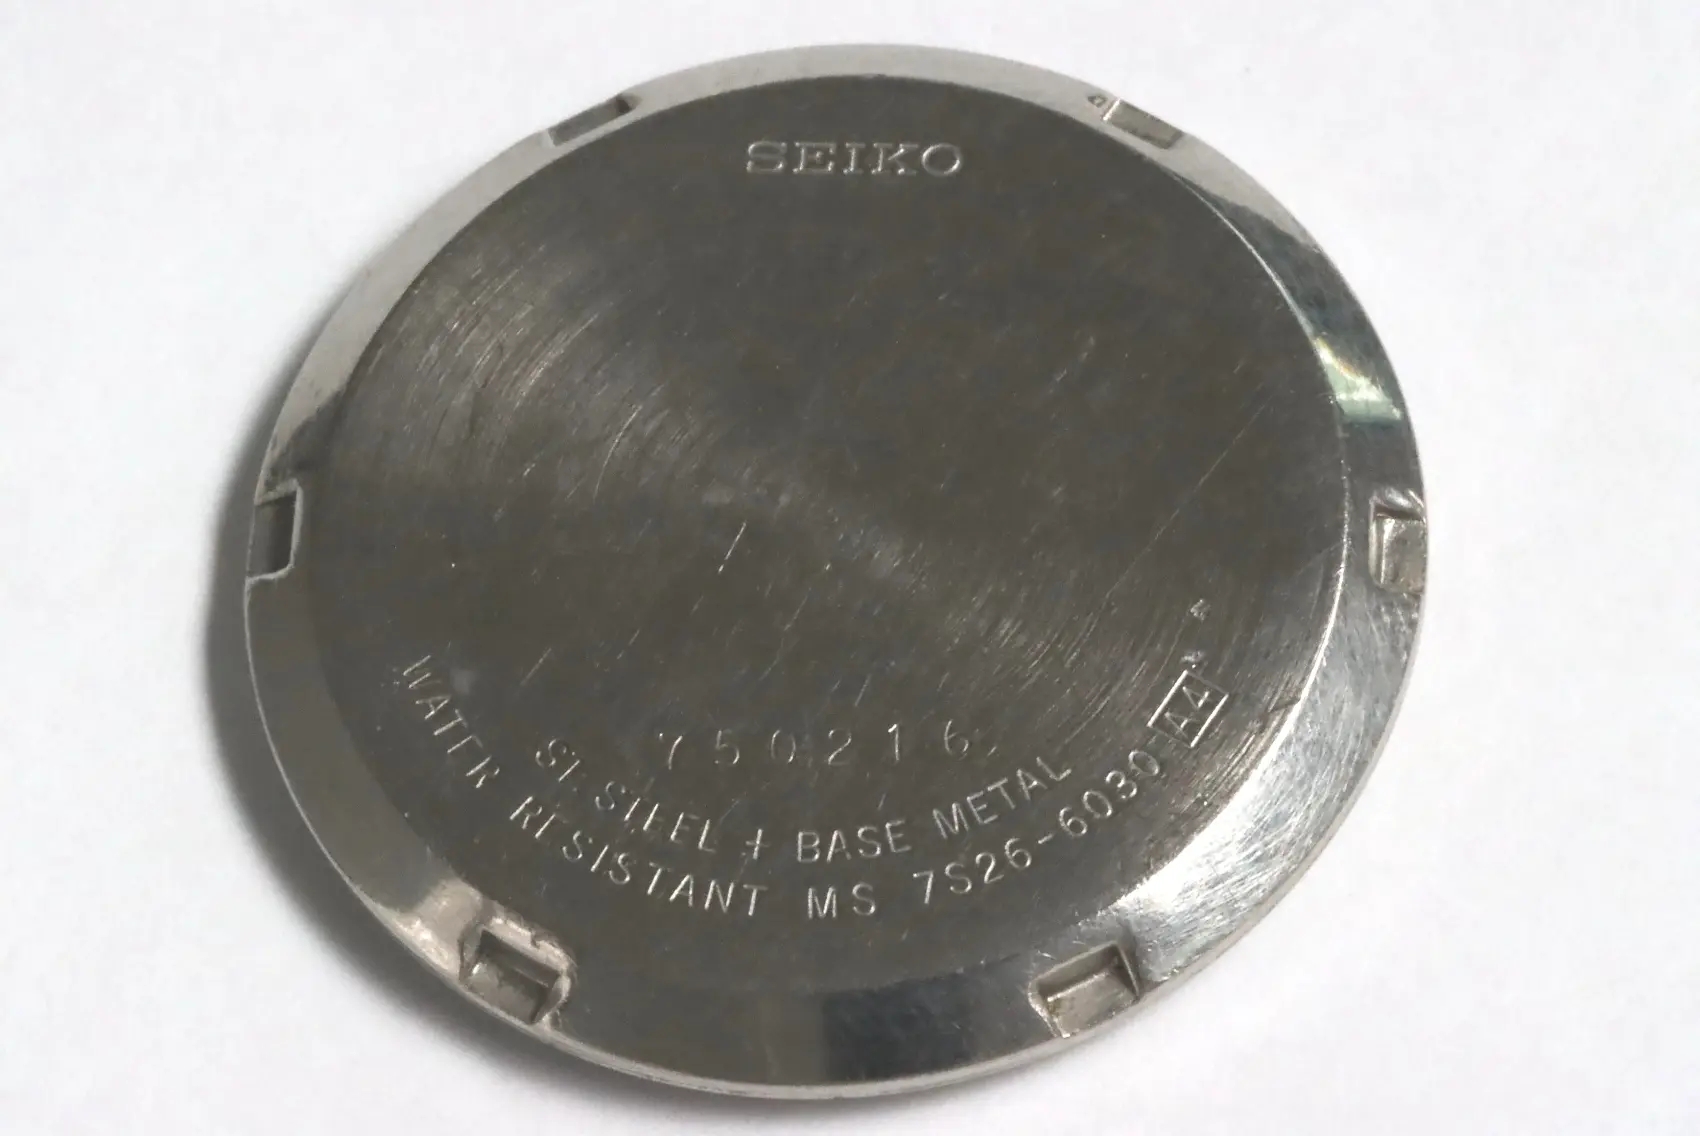 SEIKO
750216
ST. STEEL + BASE METAL
WATER RESISTANT MS 7S26-6030 A4